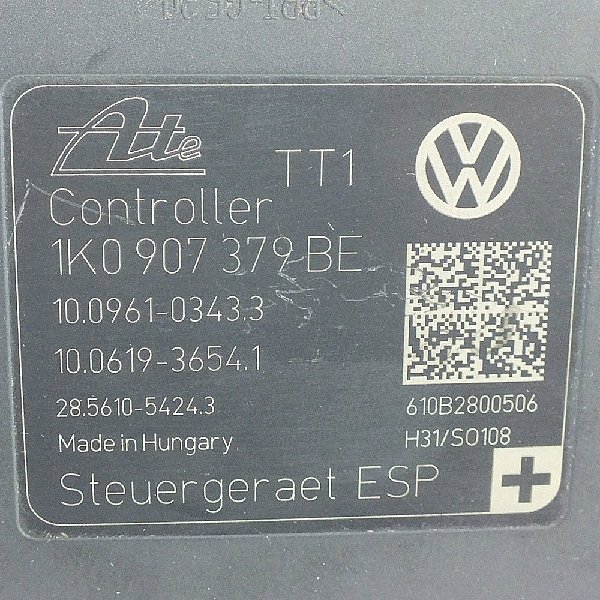 Ate
TT1
Controller
1K0 907 379 BE
10.0961-0343.3
10.0619-3654.1
28.5610-5424.3
610B2800506
Made in Hungary
H31/S0108
Steuergeraet ESP